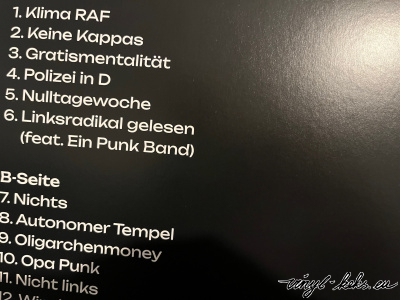 1. Klima RAF
2. Keine Kappas
3. Gratismentalität
4. Polizei in D
5. Nulltagewoche
6. Linksradikal gelesen
(feat. Ein Punk Band)
B-Seite
7. Nichts
8. Autonomer Tempel
9. Oligarchenmoney
10. Opa Punk
11. Nicht links
12.
vinyl-keks.eu